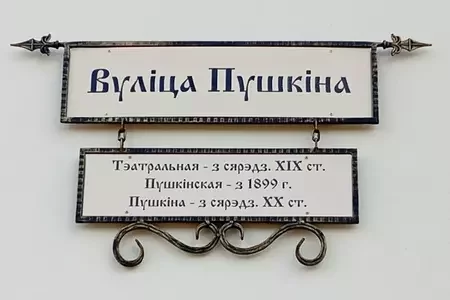 Вуліца Пушкіна
Тэатральная - з сярэдз. XIX ст.
Пушкінская - з 1899 г.
Пушкіна - з сярэдз. XX ст.